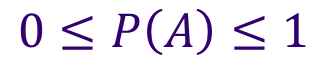 0 ≤ P(A) ≤ 1